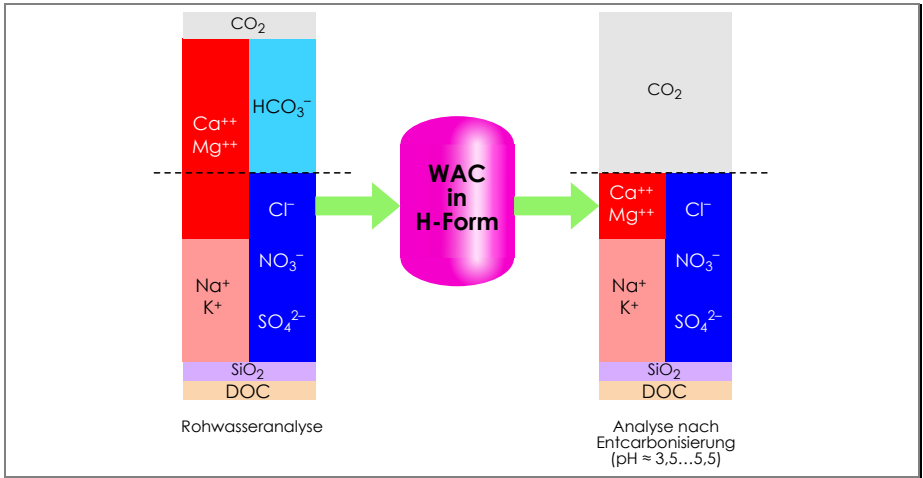 CO₂
HCO₃⁻
Ca⁺⁺
Mg⁺⁺
Cl⁻
NO₃⁻
Na⁺
K⁺
SO₄²⁻
SiO₂
DOC
Rohwasseranalyse
WAC
in
H-Form
CO₂
Ca⁺⁺
Mg⁺⁺
Cl⁻
NO₃⁻
Na⁺
K⁺
SO₄²⁻
SiO₂
DOC
Analyse nach
Entcarbonisierung
(pH ≈ 3,5…5,5)